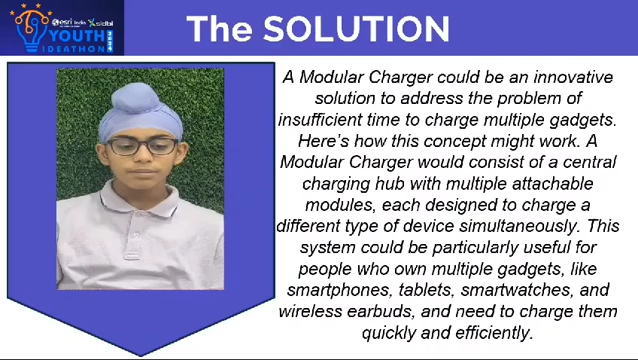 esri India sidbi
YOUTH
IDEATHON
The SOLUTION
A Modular Charger could be an innovative
solution to address the problem of
insufficient time to charge multiple gadgets.
Here's how this concept might work. A
Modular Charger would consist of a central
charging hub with multiple attachable
modules, each designed to charge a
different type of device simultaneously. This
system could be particularly useful for
people who own multiple gadgets, like
smartphones, tablets, smartwatches, and
wireless earbuds, and need to charge them
quickly and efficiently.